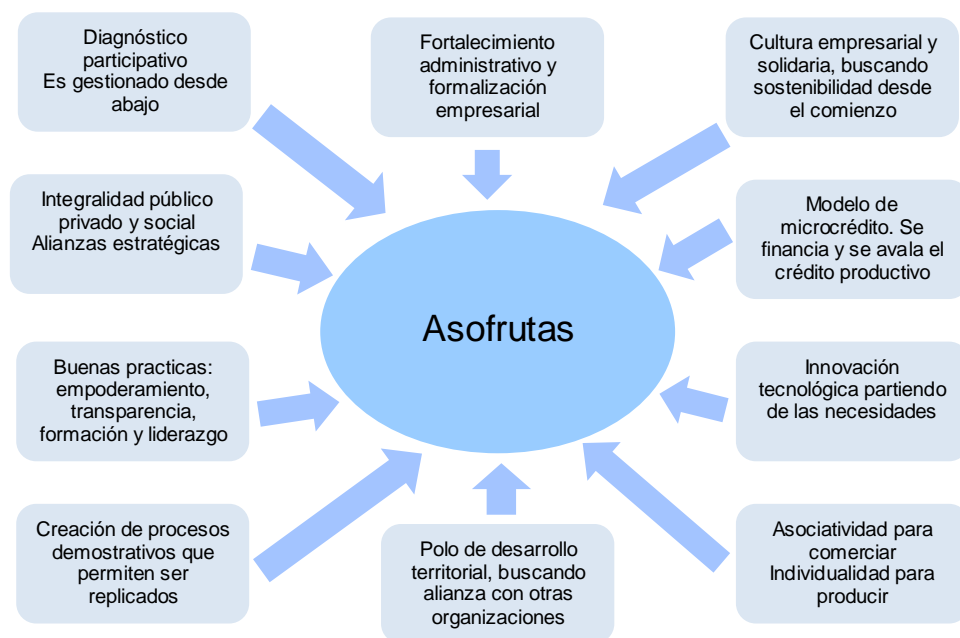 Diagnóstico
participativo
Es gestionado desde
abajo
Fortalecimiento
administrativo y
formalización
empresarial
Cultura empresarial y
solidaria, buscando
sostenibilidad desde
el comienzo
Integralidad público
privado y social
Alianzas estratégicas
Modelo de
microcrédito. Se
financia y se avala el
crédito productivo
Asofrutas
Buenas practicas:
empoderamiento,
transparencia,
formación y liderazgo
Innovación
tecnológica partiendo
de las necesidades
Creación de procesos
demostrativos que
permiten ser
replicados
Polo de desarrollo
territorial, buscando
alianza con otras
organizaciones
Asociatividad para
comerciar
Individualidad para
producir